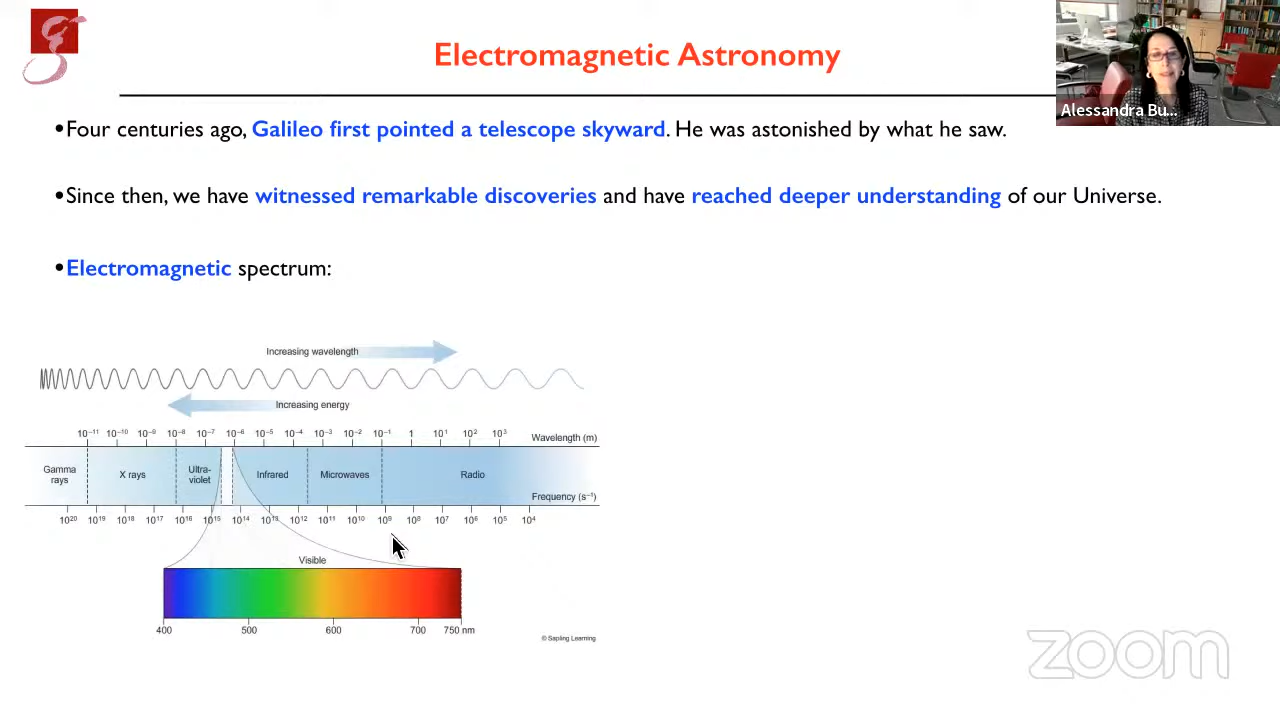 Electromagnetic Astronomy
Alessandra Bu...
•Four centuries ago, Galileo first pointed a telescope skyward. He was astonished by what he saw.
•Since then, we have witnessed remarkable discoveries and have reached deeper understanding of our Universe.
•Electromagnetic spectrum:
Increasing wavelength
Increasing energy
10⁻¹¹ 10⁻¹⁰ 10⁻⁹ 10⁻⁸ 10⁻⁷ 10⁻⁶ 10⁻⁵ 10⁻⁴ 10⁻³ 10⁻² 10⁻¹ 1 10¹ 10² 10³ Wavelength (m)
Gamma rays X rays Ultra-violet Infrared Microwaves Radio
Frequency (s⁻¹)
10²⁰ 10¹⁹ 10¹⁸ 10¹⁷ 10¹⁶ 10¹⁵ 10¹⁴ 10¹³ 10¹² 10¹¹ 10¹⁰ 10⁹ 10⁸ 10⁷ 10⁶ 10⁵ 10⁴
Visible
400 500 600 700 750 nm
© Sapling Learning
zoom